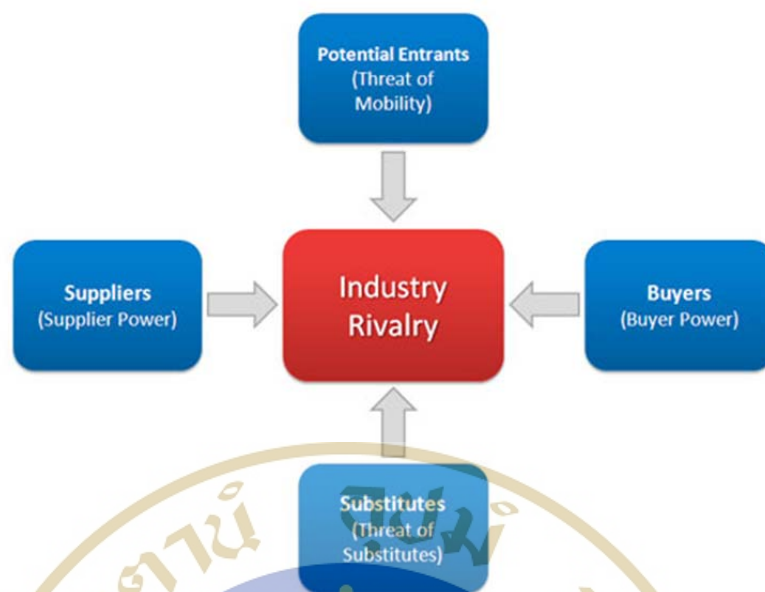 Potential Entrants
(Threat of
Mobility)
Suppliers
(Supplier Power)
Industry
Rivalry
Buyers
(Buyer Power)
Substitutes
(Threat of
Substitutes)